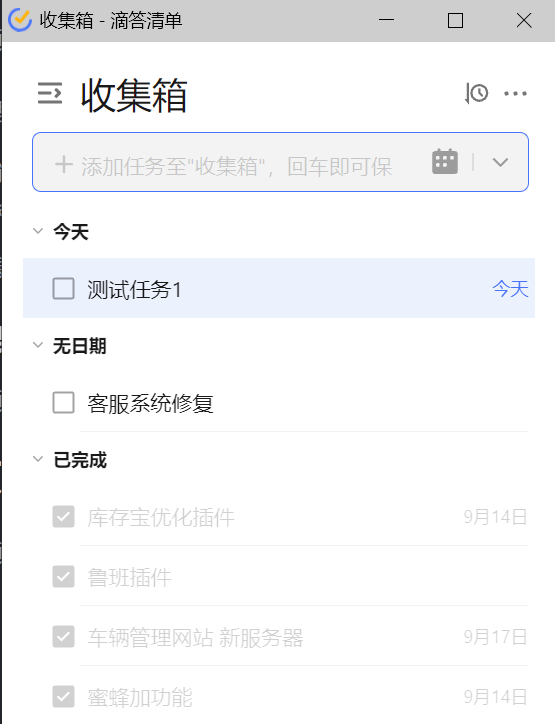 收集箱 - 滴答清单
收集箱
添加任务至"收集箱"，回车即可保
今天
测试任务1 今天
无日期
客服系统修复
已完成
库存宝优化插件 9月14日
鲁班插件
车辆管理网站 新服务器 9月17日
蜜蜂加功能 9月14日